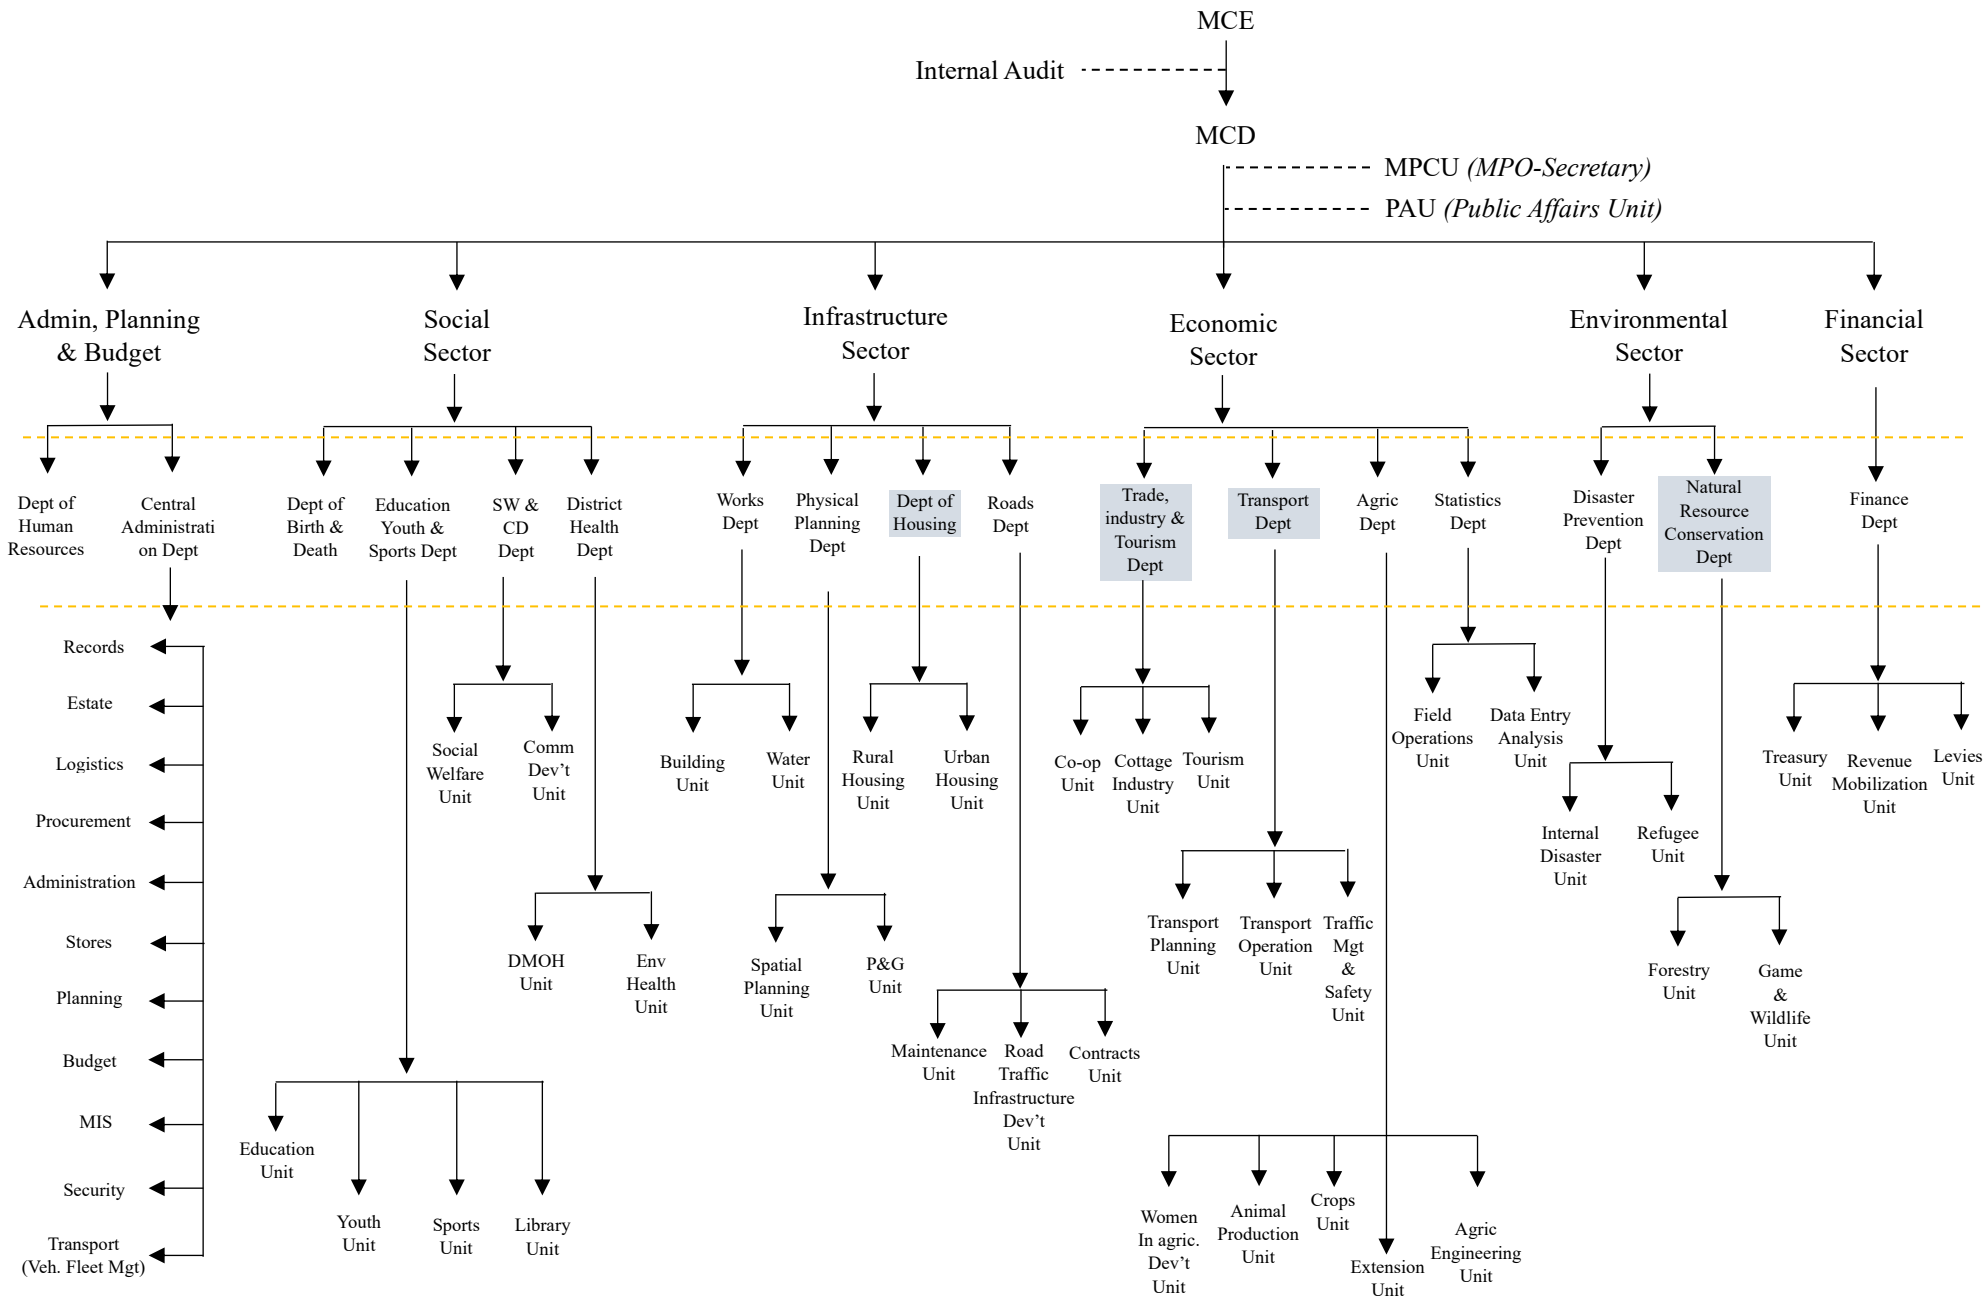 MCE
Internal Audit
MCD
MPCU (MPO-Secretary)
PAU (Public Affairs Unit)
Admin, Planning
& Budget
Social
Sector
Infrastructure
Sector
Economic
Sector
Environmental
Sector
Financial
Sector
Dept of
Human
Resources
Central
Administrati
on Dept
Dept of
Birth &
Death
Education
Youth &
Sports Dept
SW &
CD
Dept
District
Health
Dept
Works
Dept
Physical
Planning
Dept
Dept of
Housing
Roads
Dept
Trade,
industry &
Tourism
Dept
Transport
Dept
Agric
Dept
Statistics
Dept
Disaster
Prevention
Dept
Natural
Resource
Conservation
Dept
Finance
Dept
Records
Estate
Logistics
Procurement
Administration
Stores
Planning
Budget
MIS
Security
Transport
(Veh. Fleet Mgt)
Education
Unit
Youth
Unit
Sports
Unit
Library
Unit
Social
Welfare
Unit
Comm
Dev't
Unit
DMOH
Unit
Env
Health
Unit
Building
Unit
Water
Unit
Spatial
Planning
Unit
P&G
Unit
Rural
Housing
Unit
Urban
Housing
Unit
Maintenance
Unit
Road
Traffic
Infrastructure
Dev't
Unit
Contracts
Unit
Co-op
Unit
Cottage
Industry
Unit
Tourism
Unit
Transport
Planning
Unit
Transport
Operation
Unit
Traffic
Mgt
&
Safety
Unit
Women
In agric.
Dev't
Unit
Animal
Production
Unit
Crops
Unit
Extension
Unit
Agric
Engineering
Unit
Field
Operations
Unit
Data Entry
Analysis
Unit
Internal
Disaster
Unit
Refugee
Unit
Forestry
Unit
Game
&
Wildlife
Unit
Treasury
Unit
Revenue
Mobilization
Unit
Levies
Unit